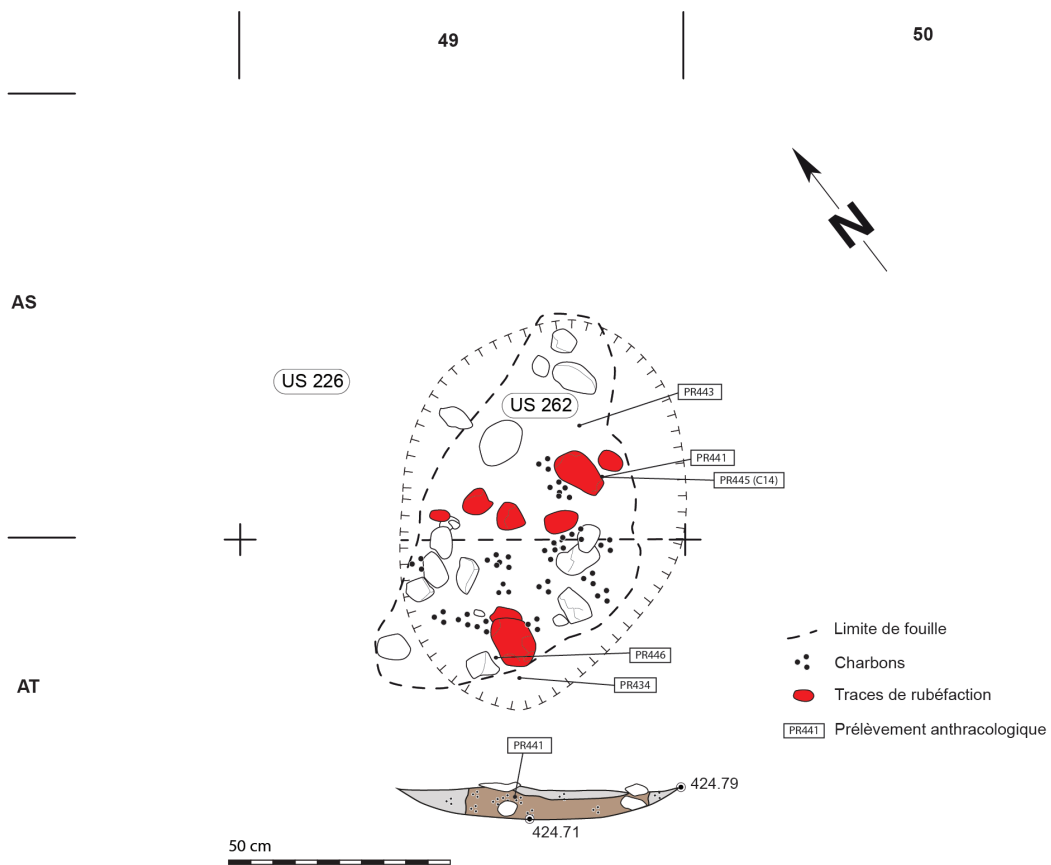 49
50
N
AS
US 226
US 262
PR443
PR441
PR445 (C14)
PR446
PR434
AT
Limite de fouille
Charbons
Traces de rubéfaction
PR441 Prélèvement anthracologique
PR441
424.79
424.71
50 cm